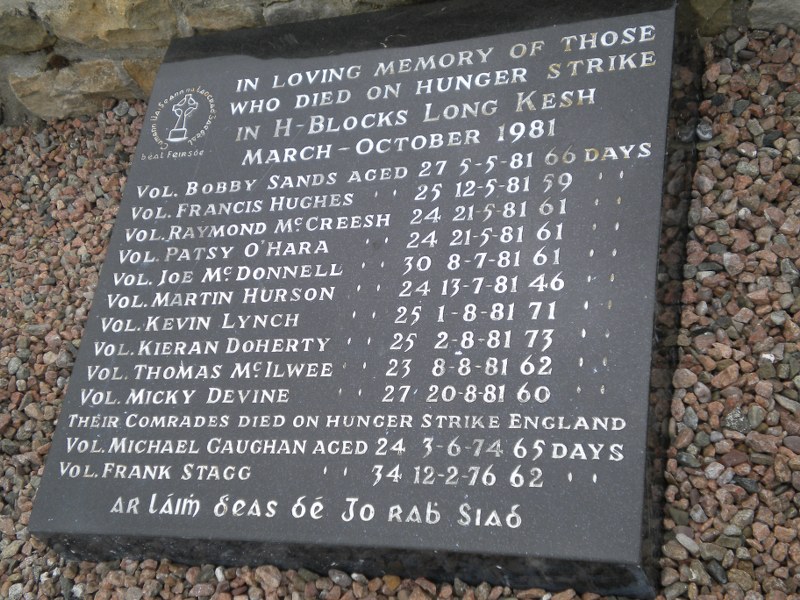 IN LOVING MEMORY OF THOSE
WHO DIED ON HUNGER STRIKE
IN H-BLOCKS LONG KESH
MARCH-OCTOBER 1981
béal Feirsde
VOL. BOBBY SANDS AGED 27 5-5-81 66 DAYS
VOL. FRANCIS HUGHES " 25 12-5-81 59 "
VOL. RAYMOND McCREESH 24 21-5-81 61 "
VOL. PATSY O'HARA " 24 21-5-81 61 "
VOL. JOE McDONNELL " 30 8-7-81 61 "
VOL. MARTIN HURSON " 24 13-7-81 46 "
VOL. KEVIN LYNCH " 25 1-8-81 71 "
VOL. KIERAN DOHERTY " 25 2-8-81 73 "
VOL. THOMAS McILWEE " 23 8-8-81 62 "
VOL. MICKY DEVINE " 27 20-8-81 60 "
THÉIR COMRADES DIED ON HUNGER STRIKE ENGLAND
VOL. MICHAEL GAUGHAN AGED 24 3-6-74 65 DAYS
VOL. FRANK STAGG " 34 12-2-76 62 "
AR láiṁ ḋeas Dé Go RAḃ SIAD